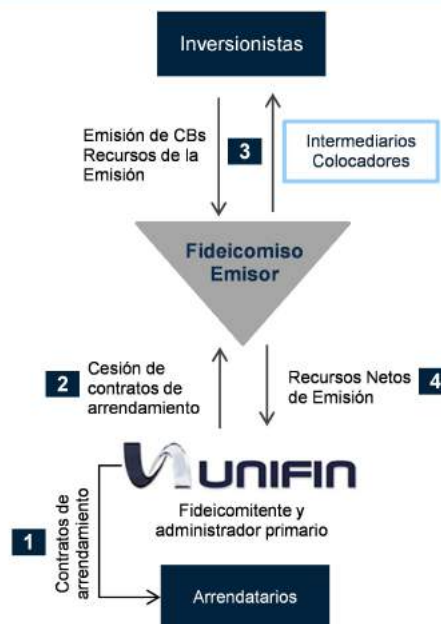 Inversionistas
Emisión de CBs
Recursos de la
Emisión
3
Intermediarios
Colocadores
Fideicomiso
Emisor
2
Cesión de
contratos de
arrendamiento
Recursos Netos
de Emisión
4
UNIFIN
Fideicomitente y
administrador primario
1
Contratos de
arrendamiento
Arrendatarios